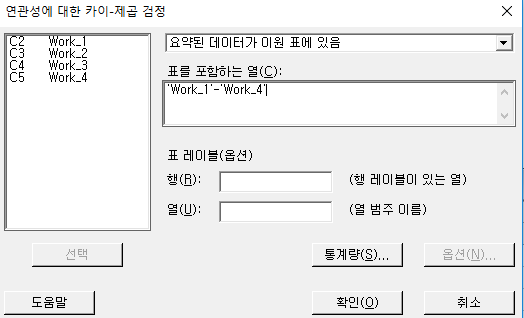 연관성에 대한 카이-제곱 검정
C2 Work_1
C3 Work_2
C4 Work_3
C5 Work_4
요약된 데이터가 이원 표에 있음
표를 포함하는 열(C):
'Work_1'-'Work_4'
표 레이블(옵션)
행(R): (행 레이블이 있는 열)
열(U): (열 범주 이름)
선택 통계량(S)... 옵션(N)...
도움말 확인(O) 취소